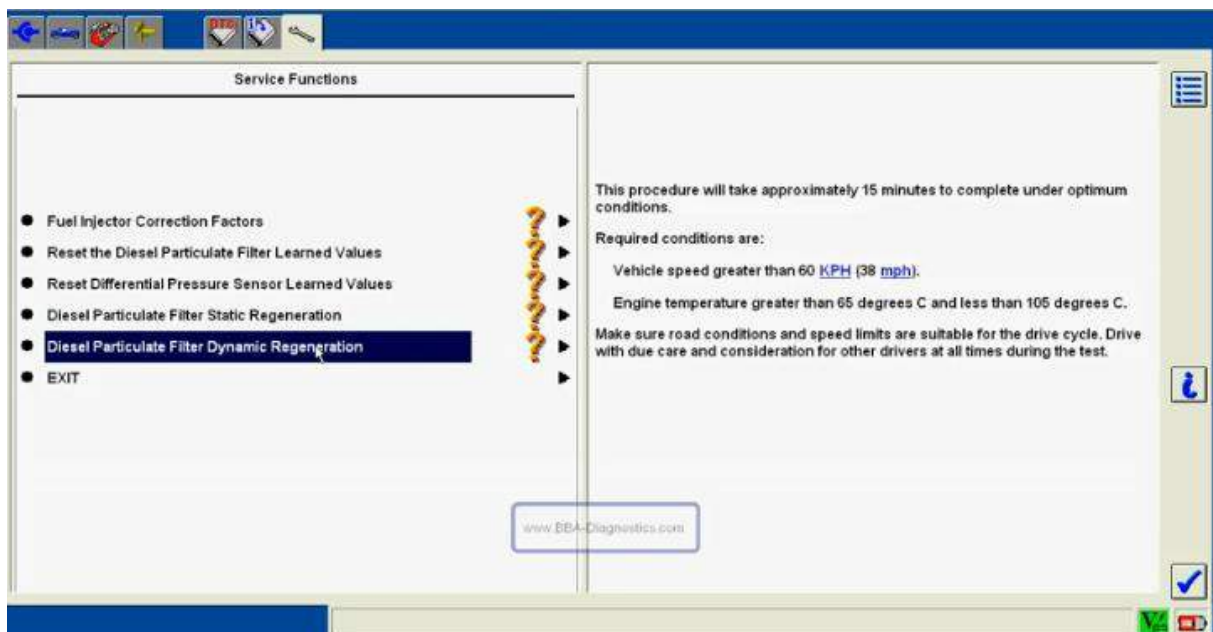 DTC
Service Functions
Fuel Injector Correction Factors
Reset the Diesel Particulate Filter Learned Values
Reset Differential Pressure Sensor Learned Values
Diesel Particulate Filter Static Regeneration
Diesel Particulate Filter Dynamic Regeneration
EXIT
This procedure will take approximately 15 minutes to complete under optimum
conditions.
Required conditions are:
Vehicle speed greater than 60 KPH (38 mph).
Engine temperature greater than 65 degrees C and less than 105 degrees C.
Make sure road conditions and speed limits are suitable for the drive cycle. Drive
with due care and consideration for other drivers at all times during the test.
www.BBA-Diagnostics.com